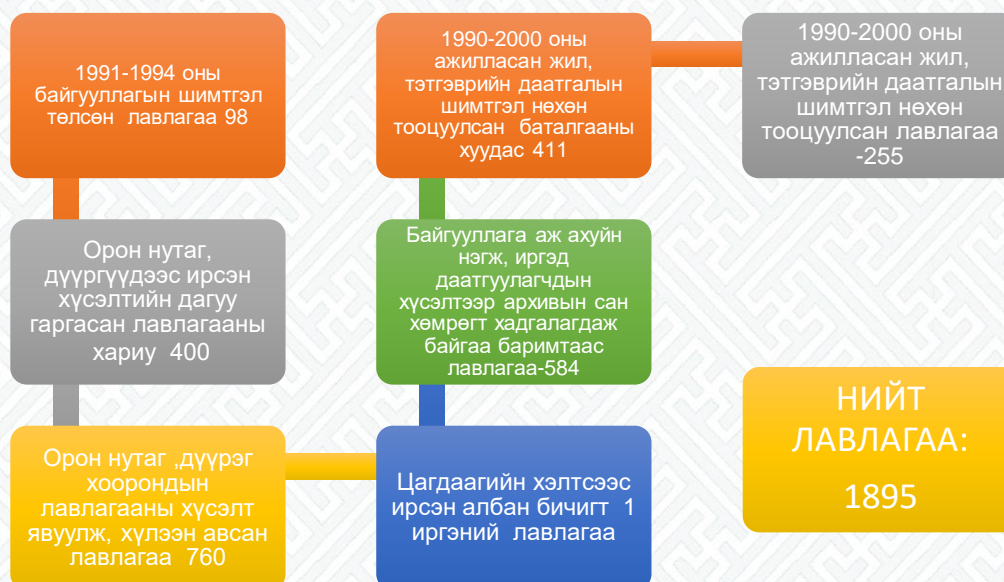 1991-1994 оны
байгууллагын шимтгэл
төлсөн лавлагаа 98
Орон нутаг,
дүүргүүдээс ирсэн
хүсэлтийн дагуу
гаргасан лавлагааны
хариу 400
Орон нутаг ,дүүрэг
хоорондын
лавлагааны хүсэлт
явуулж, хүлээн авсан
лавлагаа 760
Цагдаагийн хэлтсээс
ирсэн албан бичигт 1
иргэний лавлагаа
Байгууллага аж ахуйн
нэгж, иргэд
даатгуулагчдын
хүсэлтээр архивын сан
хөмрөгт хадгалагдаж
байгаа баримтаас
лавлагаа-584
1990-2000 оны
ажилласан жил,
тэтгэврийн даатгалын
шимтгэл нөхөн
тооцуулсан баталгааны
хуудас 411
1990-2000 оны
ажилласан жил,
тэтгэврийн даатгалын
шимтгэл нөхөн
тооцуулсан лавлагаа
-255
НИЙТ
ЛАВЛАГАА:
1895